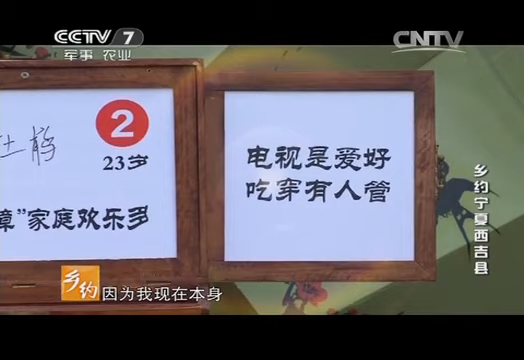 CCTV 7
军事 农业
CNTV
2
23岁
”家庭欢乐多
电视是爱好
吃穿有人管
乡约宁夏西吉县
乡约
因为我现在本身